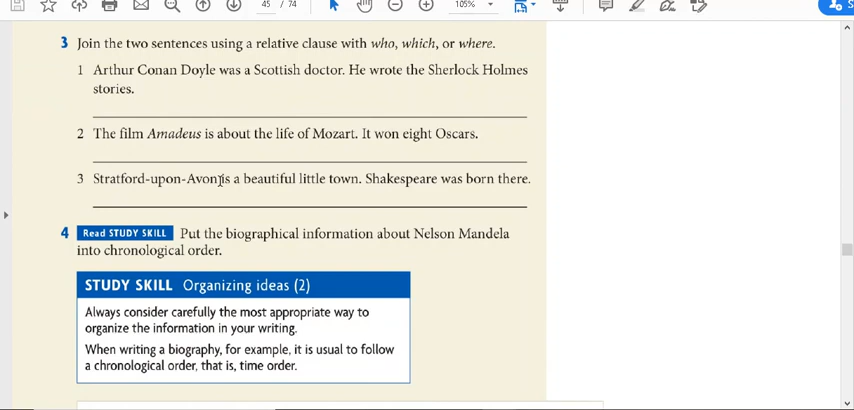 45 / 74
105%
3 Join the two sentences using a relative clause with who, which, or where.
1 Arthur Conan Doyle was a Scottish doctor. He wrote the Sherlock Holmes
stories.
2 The film Amadeus is about the life of Mozart. It won eight Oscars.
3 Stratford-upon-Avon is a beautiful little town. Shakespeare was born there.
4 Read STUDY SKILL Put the biographical information about Nelson Mandela
into chronological order.
STUDY SKILL Organizing ideas (2)
Always consider carefully the most appropriate way to
organize the information in your writing.
When writing a biography, for example, it is usual to follow
a chronological order, that is, time order.